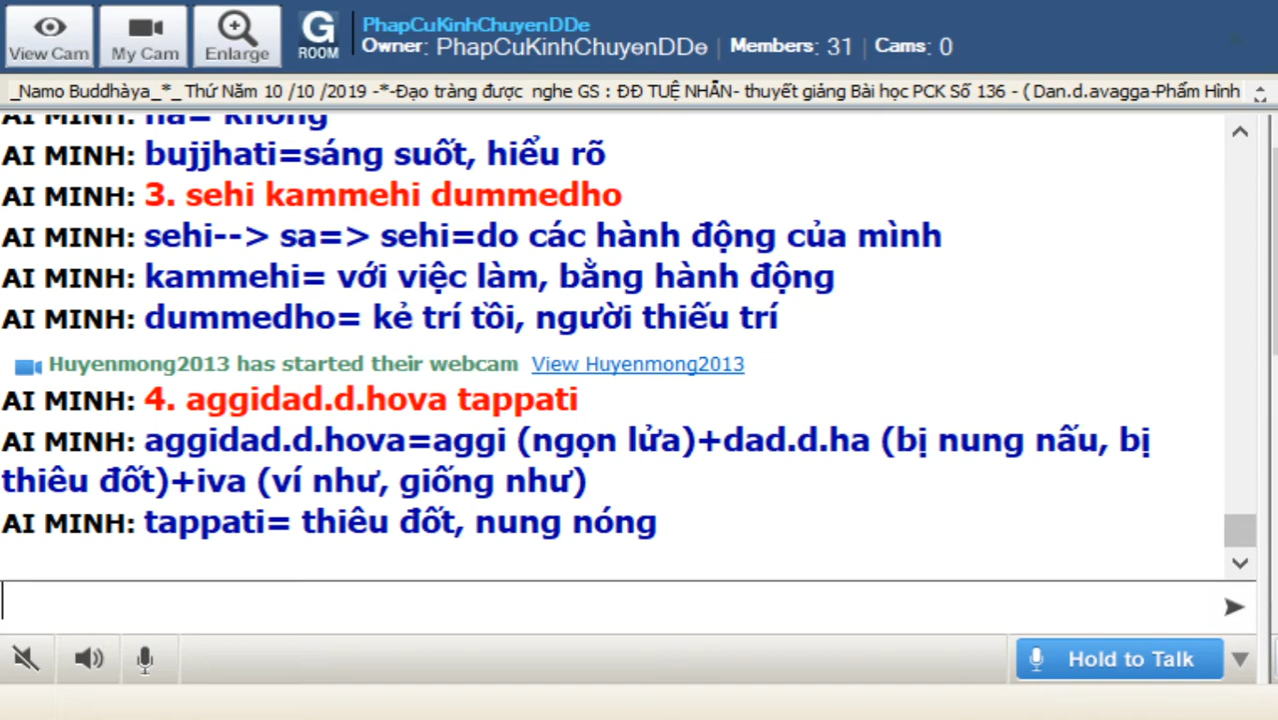 View Cam
My Cam
Enlarge
G ROOM
PhapCuKinhChuyenDDe
Owner: PhapCuKinhChuyenDDe | Members: 31 | Cams: 0
_Namo Buddhàya_*_ Thứ Năm 10 /10 /2019 -*-Đạo tràng được nghe GS : ĐĐ TUỆ NHẪN- thuyết giảng Bài học PCK Số 136 - ( Dan.d.avagga-Phẩm Hình
AI MINH: na= không
AI MINH: bujjhati=sáng suốt, hiểu rõ
AI MINH: 3. sehi kammehi dummedho
AI MINH: sehi--> sa=> sehi=do các hành động của mình
AI MINH: kammehi= với việc làm, bằng hành động
AI MINH: dummedho= kẻ trí tồi, người thiếu trí
Huyenmong2013 has started their webcam View Huyenmong2013
AI MINH: 4. aggidad.d.hova tappati
AI MINH: aggidad.d.hova=aggi (ngọn lửa)+dad.d.ha (bị nung nấu, bị
thiêu đốt)+iva (ví như, giống như)
AI MINH: tappati= thiêu đốt, nung nóng
Hold to Talk